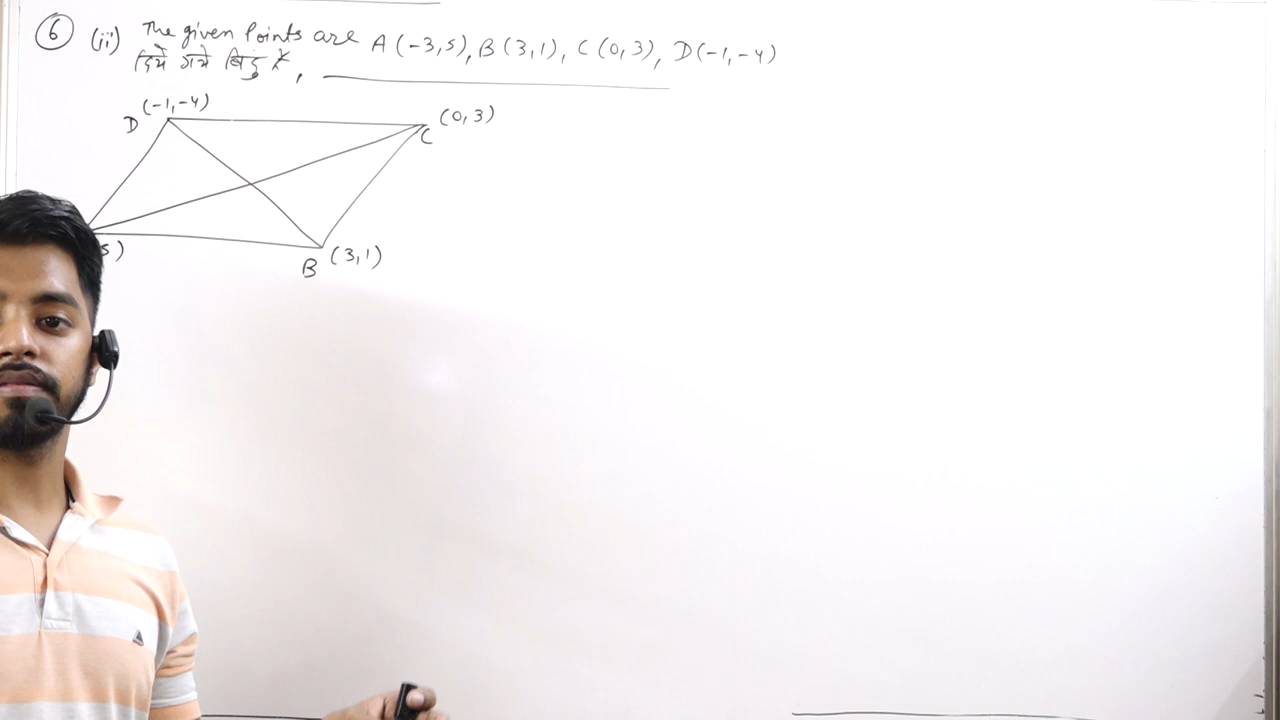 6 (ii) The given Points are A(-3,5), B(3,1), C(0,3), D(-1,-4)
दिये गये बिंदु हैं,
D (-1,-4)
C (0,3)
5)
B (3,1)